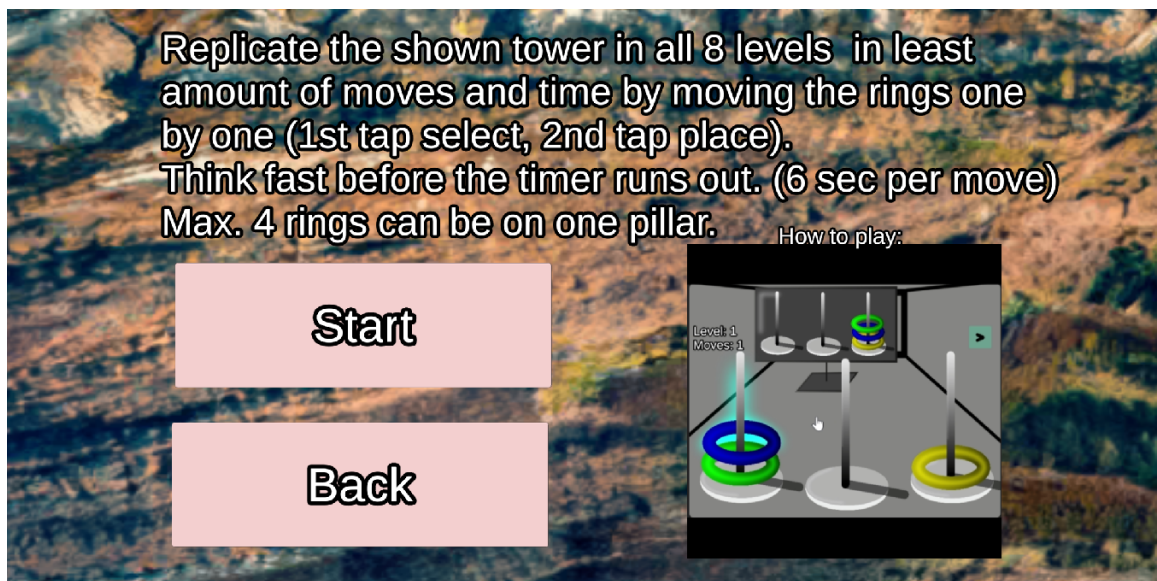 Replicate the shown tower in all 8 levels  in least
amount of moves and time by moving the rings one
by one (1st tap select, 2nd tap place).
Think fast before the timer runs out. (6 sec per move)
Max. 4 rings can be on one pillar.
How to play:
Start
Level: 1
Moves: 1
>
Back